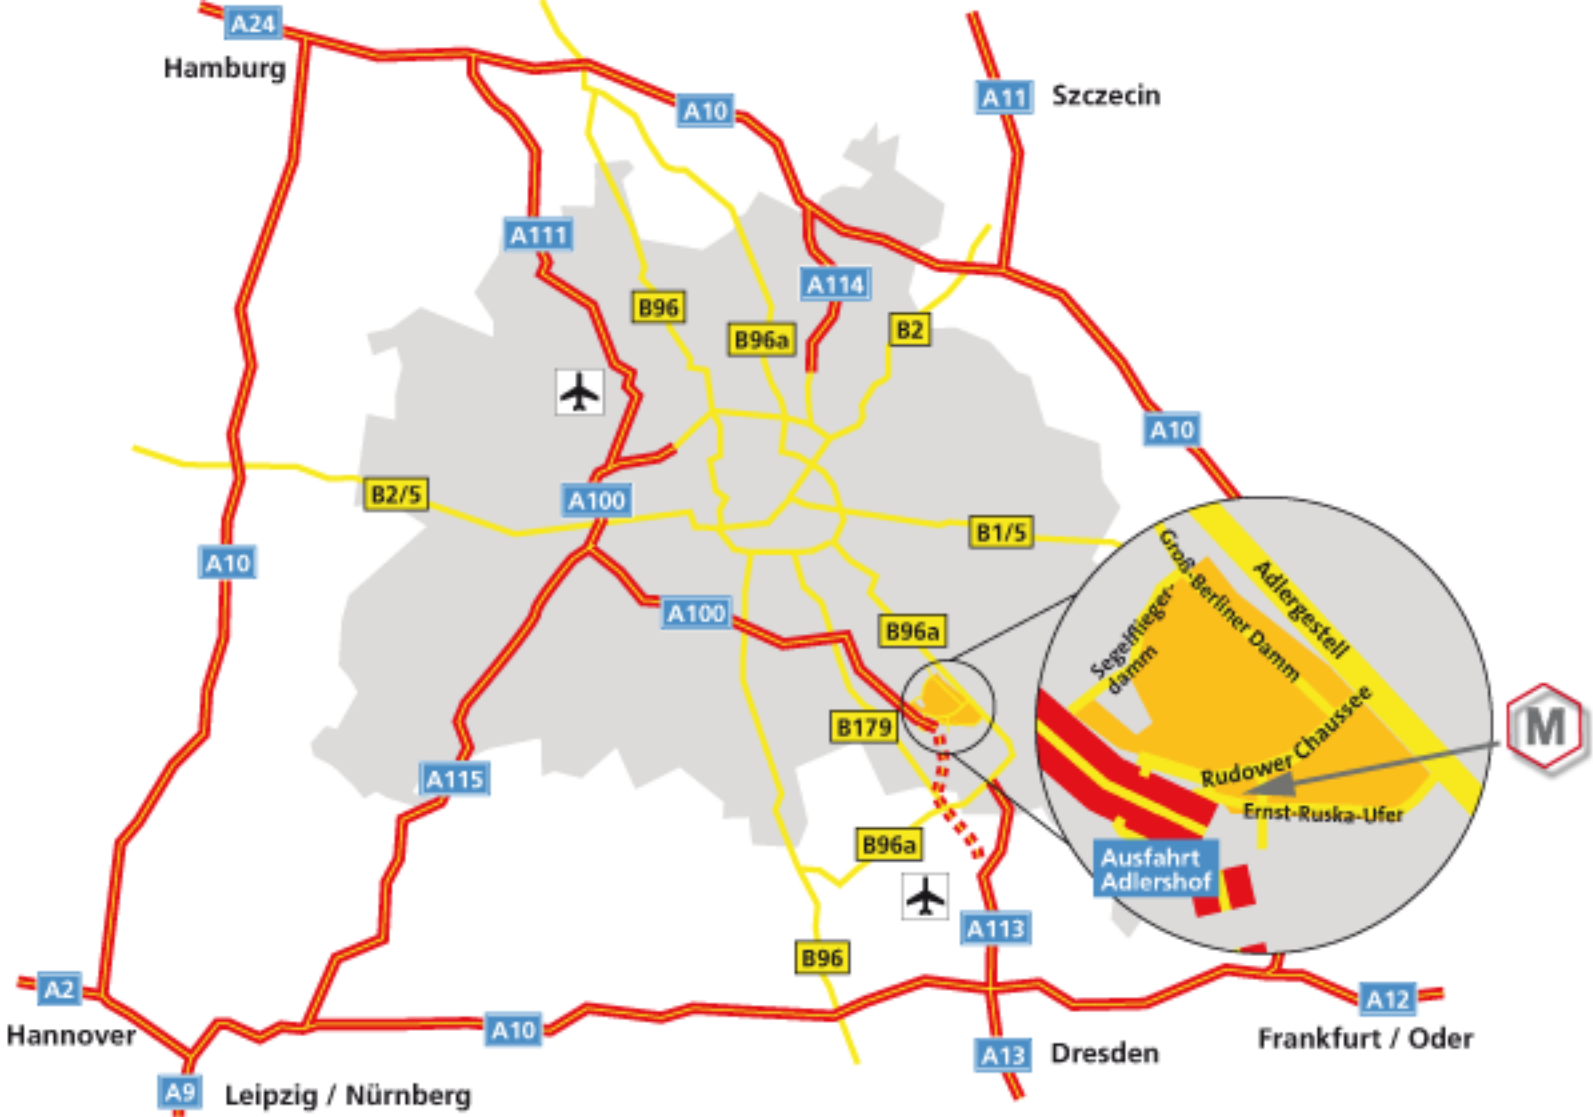 A24
Hamburg
A10
A11
Szczecin
A111
A114
B96
B96a
B2
A10
B2/5
A100
B1/5
A10
A100
B96a
B179
A115
B96a
A113
B96
A2
Hannover
A10
A12
Frankfurt / Oder
A13
Dresden
A9
Leipzig / Nürnberg
Groß-Berliner Damm
Adlergestell
Segelflieger-
damm
Rudower Chaussee
Ernst-Ruska-Ufer
Ausfahrt
Adlershof
M